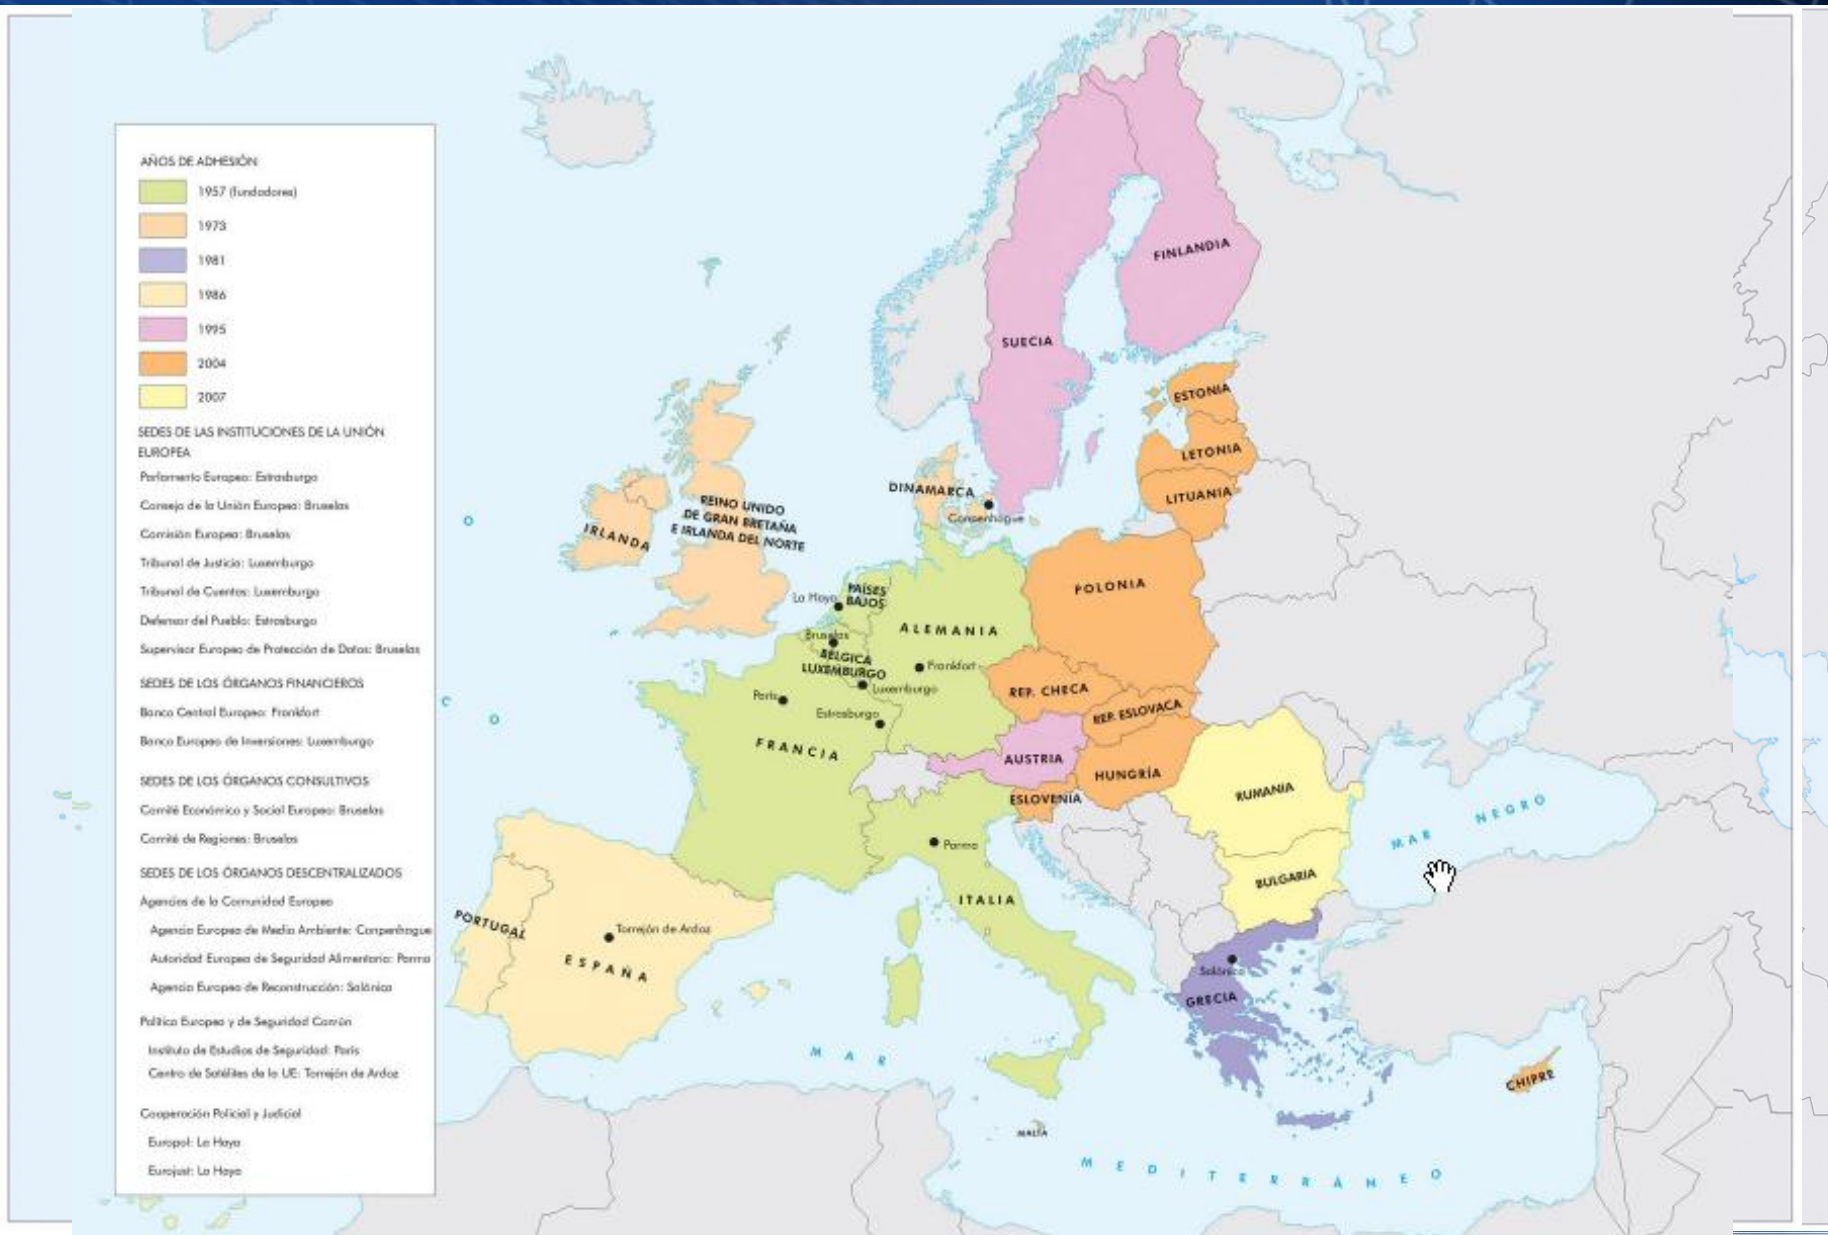 AÑOS DE ADHESIÓN
1957 (fundadores)
1973
1981
1986
1995
2004
2007
SEDES DE LAS INSTITUCIONES DE LA UNIÓN
EUROPEA
Parlamento Europeo: Estrasburgo
Consejo de la Unión Europea: Bruselas
Comisión Europea: Bruselas
Tribunal de Justicia: Luxemburgo
Tribunal de Cuentas: Luxemburgo
Defensor del Pueblo: Estrasburgo
Supervisor Europeo de Protección de Datos: Bruselas
SEDES DE LOS ÓRGANOS FINANCIEROS
Banco Central Europeo: Frankfort
Banco Europeo de Inversiones: Luxemburgo
SEDES DE LOS ÓRGANOS CONSULTIVOS
Comité Económico y Social Europeo: Bruselas
Comité de Regiones: Bruselas
SEDES DE LOS ÓRGANOS DESCENTRALIZADOS
Agencias de la Comunidad Europea
Agencia Europea de Medio Ambiente: Conpenhague
Autoridad Europea de Seguridad Alimentaria: Parma
Agencia Europea de Reconstrucción: Salónica
Política Europea y de Seguridad Común
Instituto de Estudios de Seguridad: París
Centro de Satélites de la UE: Torrejón de Ardoz
Cooperación Policial y Judicial
Europol: La Haya
Eurojust: La Haya
FINLANDIA
SUECIA
ESTONIA
LETONIA
LITUANIA
DINAMARCA
Conpenhague
REINO UNIDO
DE GRAN BRETAÑA
E IRLANDA DEL NORTE
IRLANDA
O
C
O
PAÍSES
BAJOS
La Haya
POLONIA
ALEMANIA
Bruselas
BÉLGICA
LUXEMBURGO
Frankfort
Luxemburgo
París
Estrasburgo
FRANCIA
REP. CHECA
REP. ESLOVACA
AUSTRIA
HUNGRÍA
ESLOVENIA
RUMANÍA
MAR NEGRO
Parma
BULGARIA
ITALIA
PORTUGAL
Torrejón de Ardoz
ESPAÑA
Salónica
GRECIA
CHIPRE
MALTA
MAR
MEDITERRÁNEO